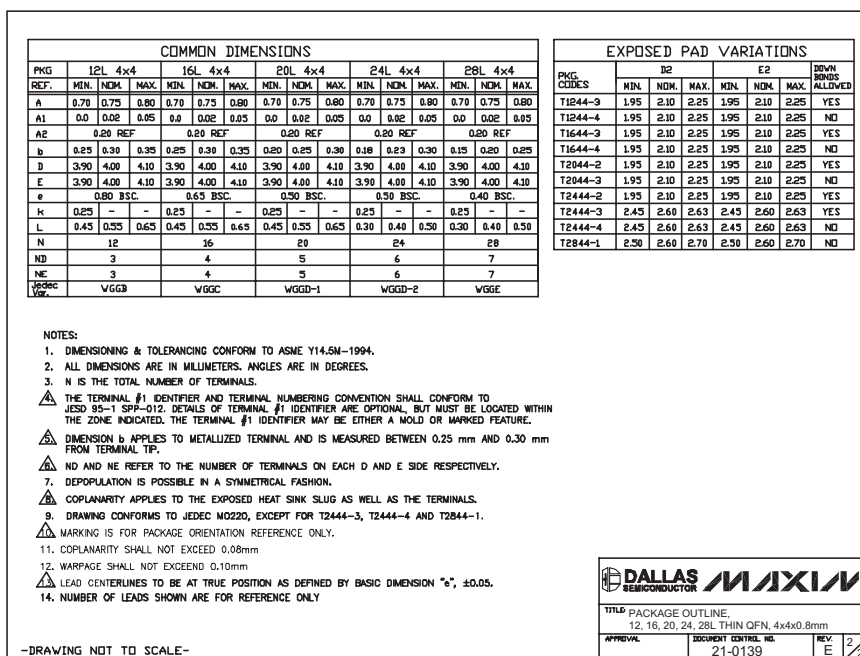 COMMON DIMENSIONS
PKG 12L 4x4 16L 4x4 20L 4x4 24L 4x4 28L 4x4
REF. MIN. NOM. MAX. MIN. NOM. MAX. MIN. NOM. MAX. MIN. NOM. MAX. MIN. NOM. MAX.
A 0.70 0.75 0.80 0.70 0.75 0.80 0.70 0.75 0.80 0.70 0.75 0.80 0.70 0.75 0.80
A1 0.0 0.02 0.05 0.0 0.02 0.05 0.0 0.02 0.05 0.0 0.02 0.05 0.0 0.02 0.05
A2 0.20 REF 0.20 REF 0.20 REF 0.20 REF 0.20 REF
b 0.25 0.30 0.35 0.25 0.30 0.35 0.20 0.25 0.30 0.18 0.23 0.30 0.15 0.20 0.25
D 3.90 4.00 4.10 3.90 4.00 4.10 3.90 4.00 4.10 3.90 4.00 4.10 3.90 4.00 4.10
E 3.90 4.00 4.10 3.90 4.00 4.10 3.90 4.00 4.10 3.90 4.00 4.10 3.90 4.00 4.10
e 0.80 BSC. 0.65 BSC. 0.50 BSC. 0.50 BSC. 0.40 BSC.
k 0.25 - - 0.25 - - 0.25 - - 0.25 - - 0.25 - -
L 0.45 0.55 0.65 0.45 0.55 0.65 0.45 0.55 0.65 0.30 0.40 0.50 0.30 0.40 0.50
N 12 16 20 24 28
ND 3 4 5 6 7
NE 3 4 5 6 7
Jedec Var. WGGB WGGC WGGD-1 WGGD-2 WGGE
EXPOSED PAD VARIATIONS
PKG. CODES D2 E2 DOWN BONDS ALLOWED
MIN. NOM. MAX. MIN. NOM. MAX.
T1244-3 1.95 2.10 2.25 1.95 2.10 2.25 YES
T1244-4 1.95 2.10 2.25 1.95 2.10 2.25 NO
T1644-3 1.95 2.10 2.25 1.95 2.10 2.25 YES
T1644-4 1.95 2.10 2.25 1.95 2.10 2.25 NO
T2044-2 1.95 2.10 2.25 1.95 2.10 2.25 YES
T2044-3 1.95 2.10 2.25 1.95 2.10 2.25 NO
T2444-2 1.95 2.10 2.25 1.95 2.10 2.25 YES
T2444-3 2.45 2.60 2.63 2.45 2.60 2.63 YES
T2444-4 2.45 2.60 2.63 2.45 2.60 2.63 NO
T2844-1 2.50 2.60 2.70 2.50 2.60 2.70 NO
NOTES:
1. DIMENSIONING & TOLERANCING CONFORM TO ASME Y14.5M-1994.
2. ALL DIMENSIONS ARE IN MILLIMETERS. ANGLES ARE IN DEGREES.
3. N IS THE TOTAL NUMBER OF TERMINALS.
4. THE TERMINAL #1 IDENTIFIER AND TERMINAL NUMBERING CONVENTION SHALL CONFORM TO
JESD 95-1 SPP-012. DETAILS OF TERMINAL #1 IDENTIFIER ARE OPTIONAL, BUT MUST BE LOCATED WITHIN
THE ZONE INDICATED. THE TERMINAL #1 IDENTIFIER MAY BE EITHER A MOLD OR MARKED FEATURE.
5. DIMENSION b APPLIES TO METALLIZED TERMINAL AND IS MEASURED BETWEEN 0.25 mm AND 0.30 mm
FROM TERMINAL TIP.
6. ND AND NE REFER TO THE NUMBER OF TERMINALS ON EACH D AND E SIDE RESPECTIVELY.
7. DEPOPULATION IS POSSIBLE IN A SYMMETRICAL FASHION.
8. COPLANARITY APPLIES TO THE EXPOSED HEAT SINK SLUG AS WELL AS THE TERMINALS.
9. DRAWING CONFORMS TO JEDEC MO220, EXCEPT FOR T2444-3, T2444-4 AND T2844-1.
10. MARKING IS FOR PACKAGE ORIENTATION REFERENCE ONLY.
11. COPLANARITY SHALL NOT EXCEED 0.08mm
12. WARPAGE SHALL NOT EXCEEND 0.10mm
13. LEAD CENTERLINES TO BE AT TRUE POSITION AS DEFINED BY BASIC DIMENSION "e", ±0.05.
14. NUMBER OF LEADS SHOWN ARE FOR REFERENCE ONLY
-DRAWING NOT TO SCALE-
DALLAS SEMICONDUCTOR MAXIM
TITLE: PACKAGE OUTLINE,
12, 16, 20, 24, 28L THIN QFN, 4x4x0.8mm
APPROVAL DOCUMENT CONTROL NO. REV.
21-0139 E 2/